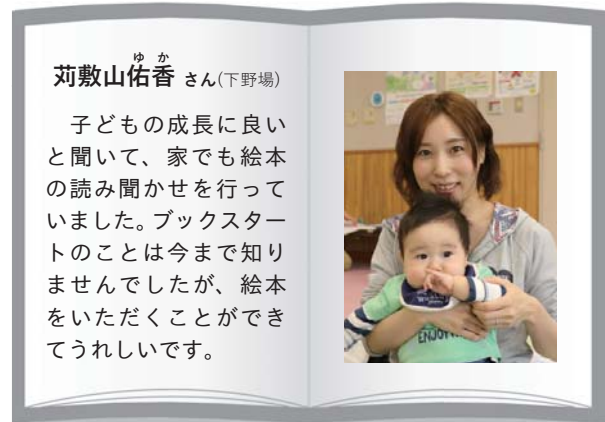 ゆか
苅敷山佑香 さん(下野場)
子どもの成長に良い
と聞いて、家でも絵本
の読み聞かせを行って
いました。ブックスター
トのことは今まで知り
ませんでしたが、絵本
をいただくことができ
てうれしいです。
ENJOY